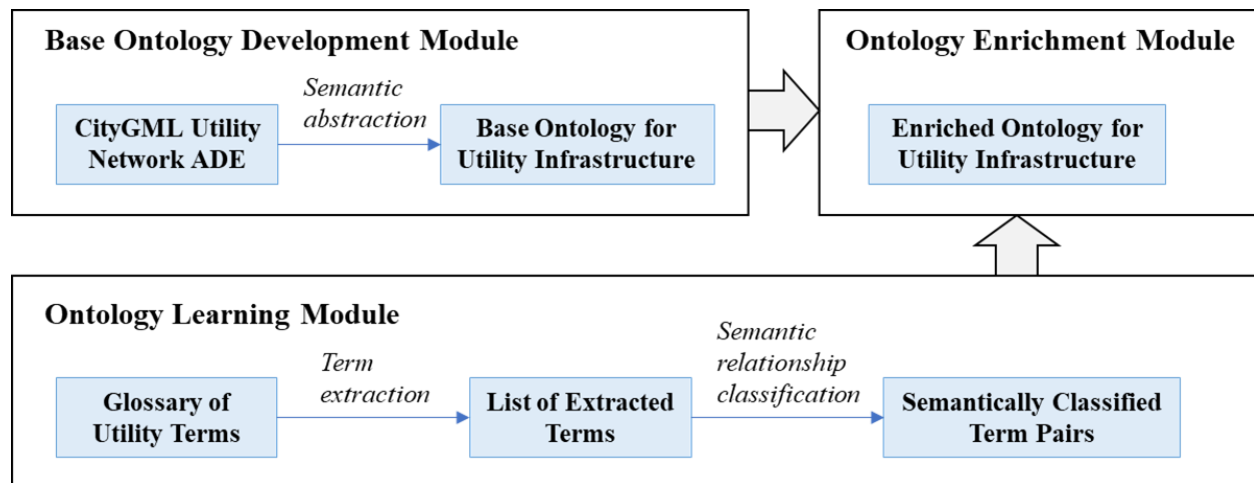 Base Ontology Development Module
Semantic
abstraction
CityGML Utility
Network ADE
Base Ontology for
Utility Infrastructure
Ontology Enrichment Module
Enriched Ontology for
Utility Infrastructure
Ontology Learning Module
Term
extraction
Semantic
relationship
classification
Glossary of
Utility Terms
List of Extracted
Terms
Semantically Classified
Term Pairs